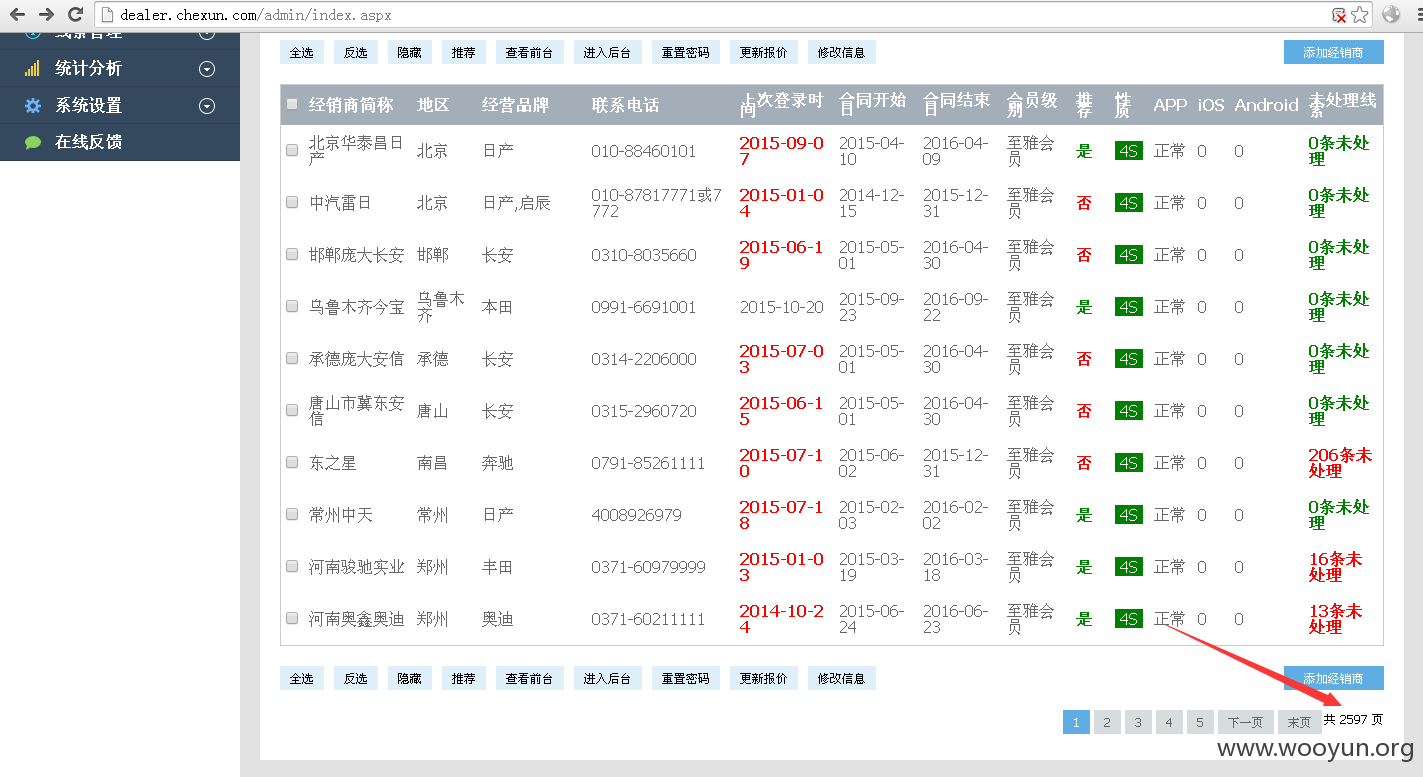 dealer.chexun.com/admin/index.aspx
线索管理
统计分析
系统设置
在线反馈
全选 反选 隐藏 推荐 查看前台 进入后台 重置密码 更新报价 修改信息 添加经销商
经销商简称 地区 经营品牌 联系电话 上次登录时间 合同开始日 合同结束日 会员级别 推荐 性质 APP iOS Android 未处理线索
北京华泰昌日产 北京 日产 010-88460101 2015-09-07 2015-04-10 2016-04-09 至雅会员 是 4S 正常 0 0 0条未处理
中汽雷日 北京 日产,启辰 010-87817771或7772 2015-01-04 2014-12-15 2015-12-31 至雅会员 否 4S 正常 0 0 0条未处理
邯郸庞大长安 邯郸 长安 0310-8035660 2015-06-19 2015-05-01 2016-04-30 至雅会员 否 4S 正常 0 0 0条未处理
乌鲁木齐今宝 乌鲁木齐 本田 0991-6691001 2015-10-20 2015-09-23 2016-09-22 至雅会员 是 4S 正常 0 0 0条未处理
承德庞大安信 承德 长安 0314-2206000 2015-07-03 2015-05-01 2016-04-30 至雅会员 否 4S 正常 0 0 0条未处理
唐山市冀东安信 唐山 长安 0315-2960720 2015-06-15 2015-05-01 2016-04-30 至雅会员 否 4S 正常 0 0 0条未处理
东之星 南昌 奔驰 0791-85261111 2015-07-10 2015-06-02 2015-12-31 至雅会员 否 4S 正常 0 0 206条未处理
常州中天 常州 日产 4008926979 2015-07-18 2015-02-03 2016-02-02 至雅会员 是 4S 正常 0 0 0条未处理
河南骏驰实业 郑州 丰田 0371-60979999 2015-01-03 2015-03-19 2016-03-18 至雅会员 是 4S 正常 0 0 16条未处理
河南奥鑫奥迪 郑州 奥迪 0371-60211111 2014-10-24 2015-06-24 2016-06-23 至雅会员 是 4S 正常 0 0 13条未处理
全选 反选 隐藏 推荐 查看前台 进入后台 重置密码 更新报价 修改信息 添加经销商
1 2 3 4 5 下一页 末页 共 2597 页
www.wooyun.org